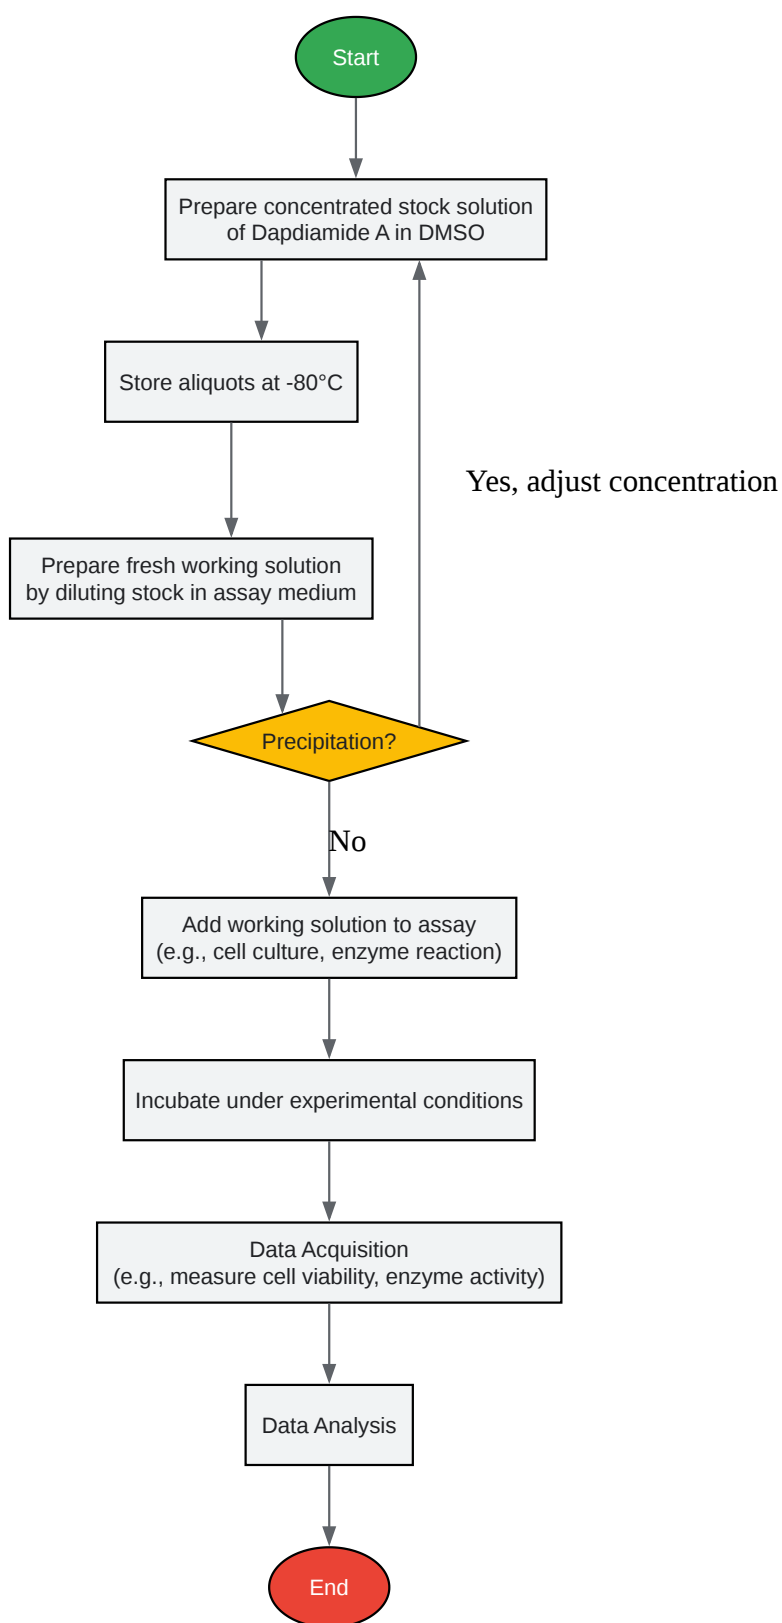 Start
Prepare concentrated stock solution
of Dapdiamide A in DMSO
Store aliquots at -80°C
Yes, adjust concentration
Prepare fresh working solution
by diluting stock in assay medium
Precipitation?
No
Add working solution to assay
(e.g., cell culture, enzyme reaction)
Incubate under experimental conditions
Data Acquisition
(e.g., measure cell viability, enzyme activity)
Data Analysis
End